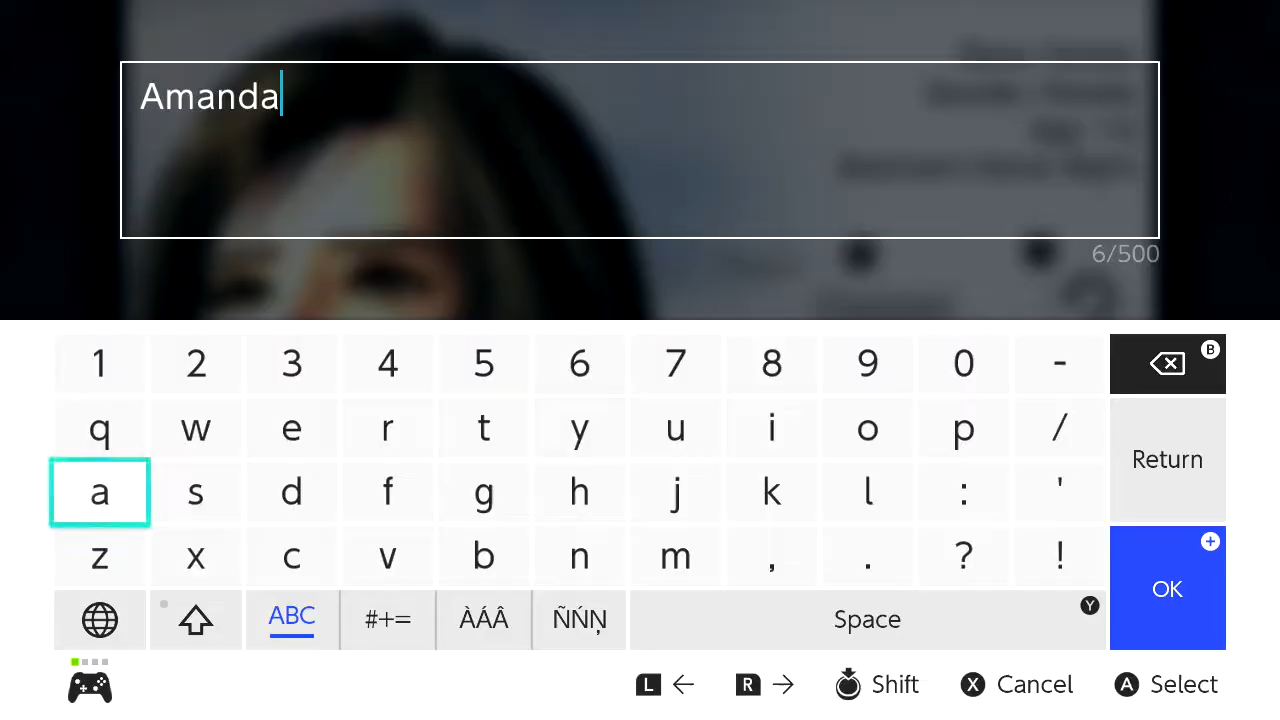 Amanda
6/500
1 2 3 4 5 6 7 8 9 0 - B
q w e r t y u i o p / Return
a s d f g h j k l : '
z x c v b n m , . ? ! + OK
ABC #+= ÀÁÂ ÑŃŅ Space Y
L ← R → Shift X Cancel A Select